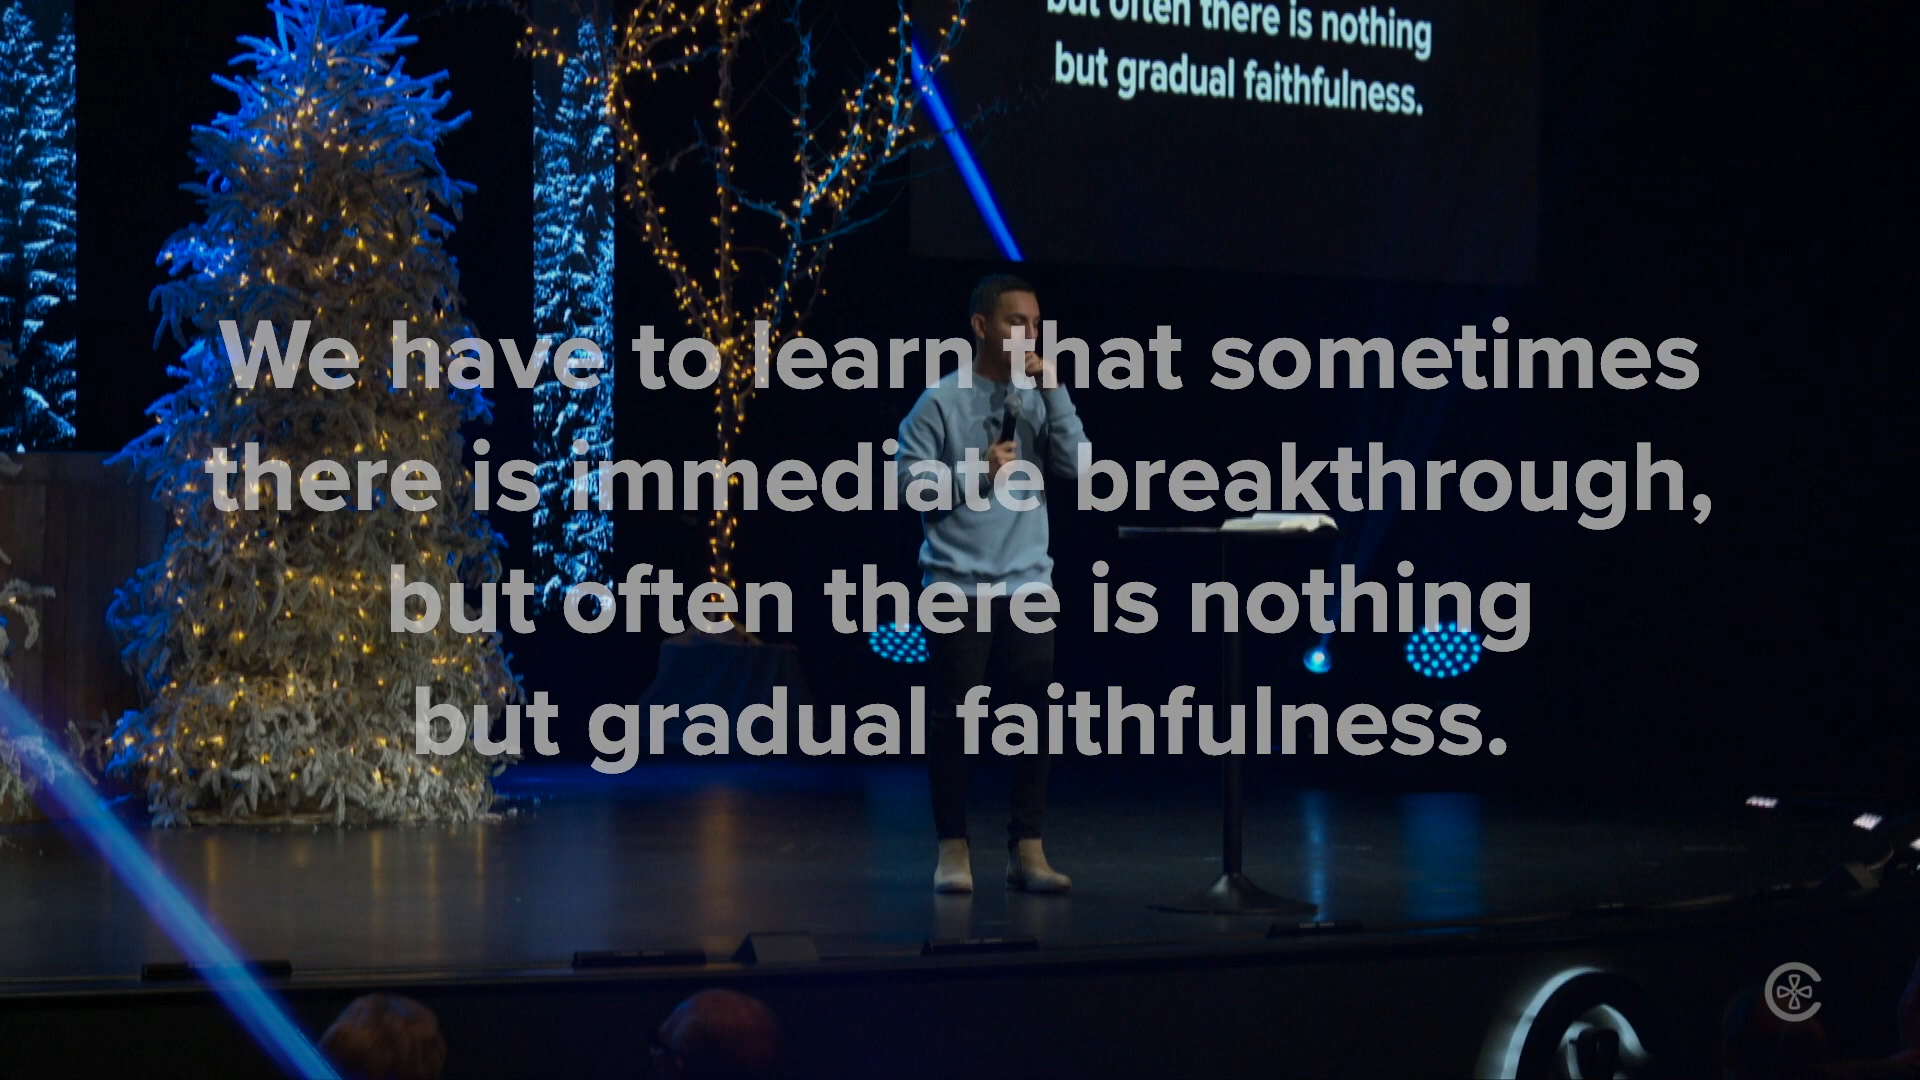 but often there is nothing
but gradual faithfulness.
We have to learn that sometimes
there is immediate breakthrough,
but often there is nothing
but gradual faithfulness.